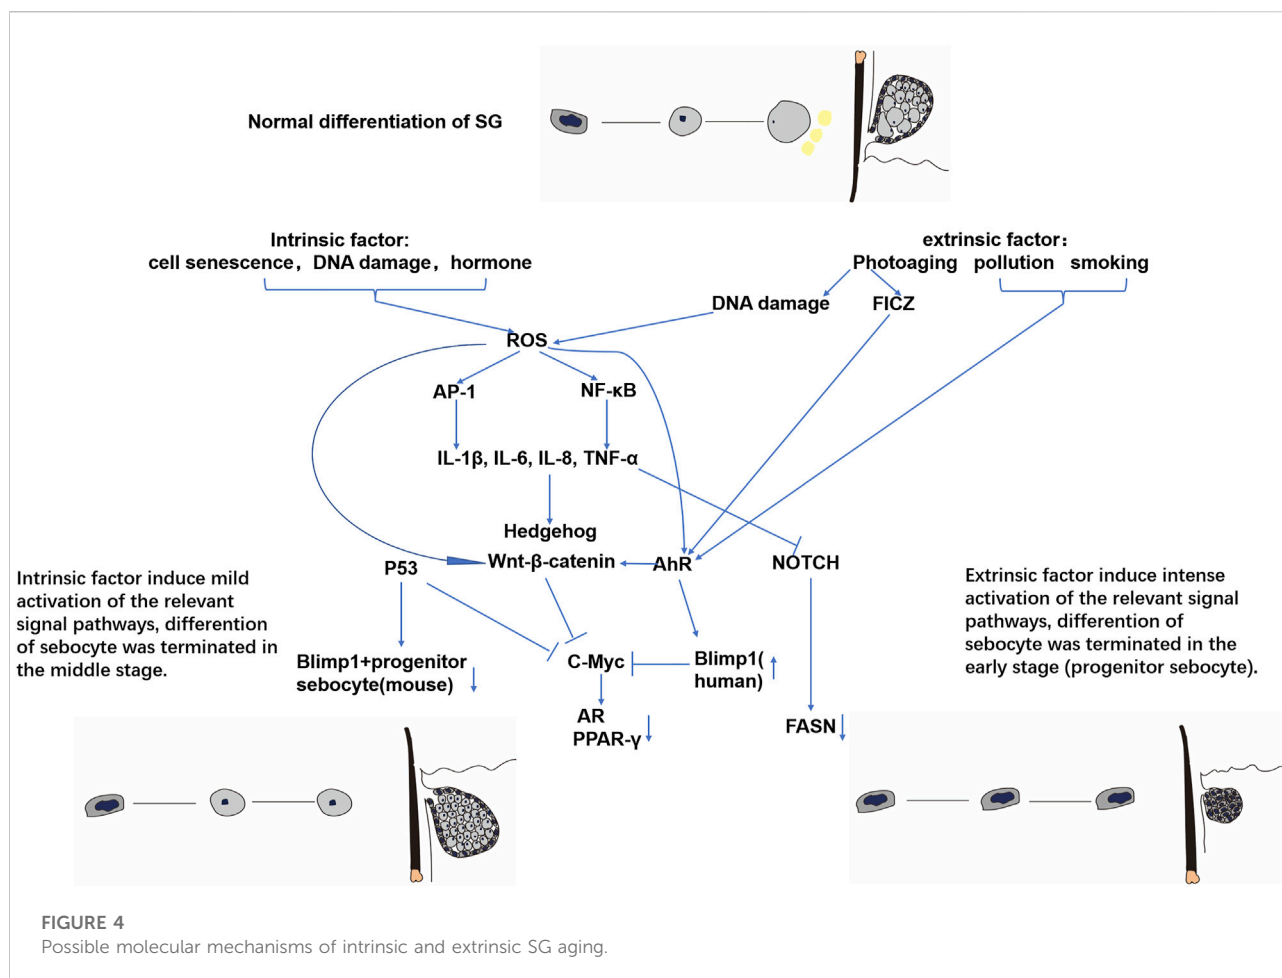 Normal differentiation of SG
Intrinsic factor:
cell senescence, DNA damage, hormone
extrinsic factor:
Photoaging pollution smoking
DNA damage
FICZ
ROS
AP-1
NF-κB
IL-1β, IL-6, IL-8, TNF-α
Hedgehog
Wnt-β-catenin
AhR
NOTCH
P53
Intrinsic factor induce mild
activation of the relevant
signal pathways, differention
of sebocyte was terminated in
the middle stage.
Extrinsic factor induce intense
activation of the relevant signal
pathways, differention of
sebocyte was terminated in the
early stage (progenitor sebocyte).
Blimp1+progenitor
sebocyte(mouse)
C-Myc
Blimp1(
human)
AR
PPAR-γ
FASN
FIGURE 4
Possible molecular mechanisms of intrinsic and extrinsic SG aging.